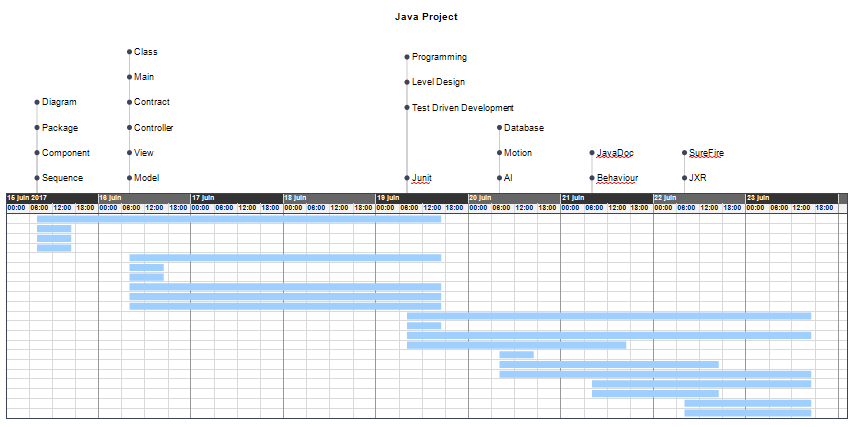 Java Project
Class
Programming
Main
Level Design
Diagram
Contract
Test Driven Development
Package
Controller
Database
Component
View
Motion
JavaDoc
SureFire
Sequence
Model
Junit
AI
Behaviour
JXR
15 juin 2017 16 juin 17 juin 18 juin 19 juin 20 juin 21 juin 22 juin 23 juin
00:00 06:00 12:00 18:00 00:00 06:00 12:00 18:00 00:00 06:00 12:00 18:00 00:00 06:00 12:00 18:00 00:00 06:00 12:00 18:00 00:00 06:00 12:00 18:00 00:00 06:00 12:00 18:00 00:00 06:00 12:00 18:00 00:00 06:00 12:00 18:00